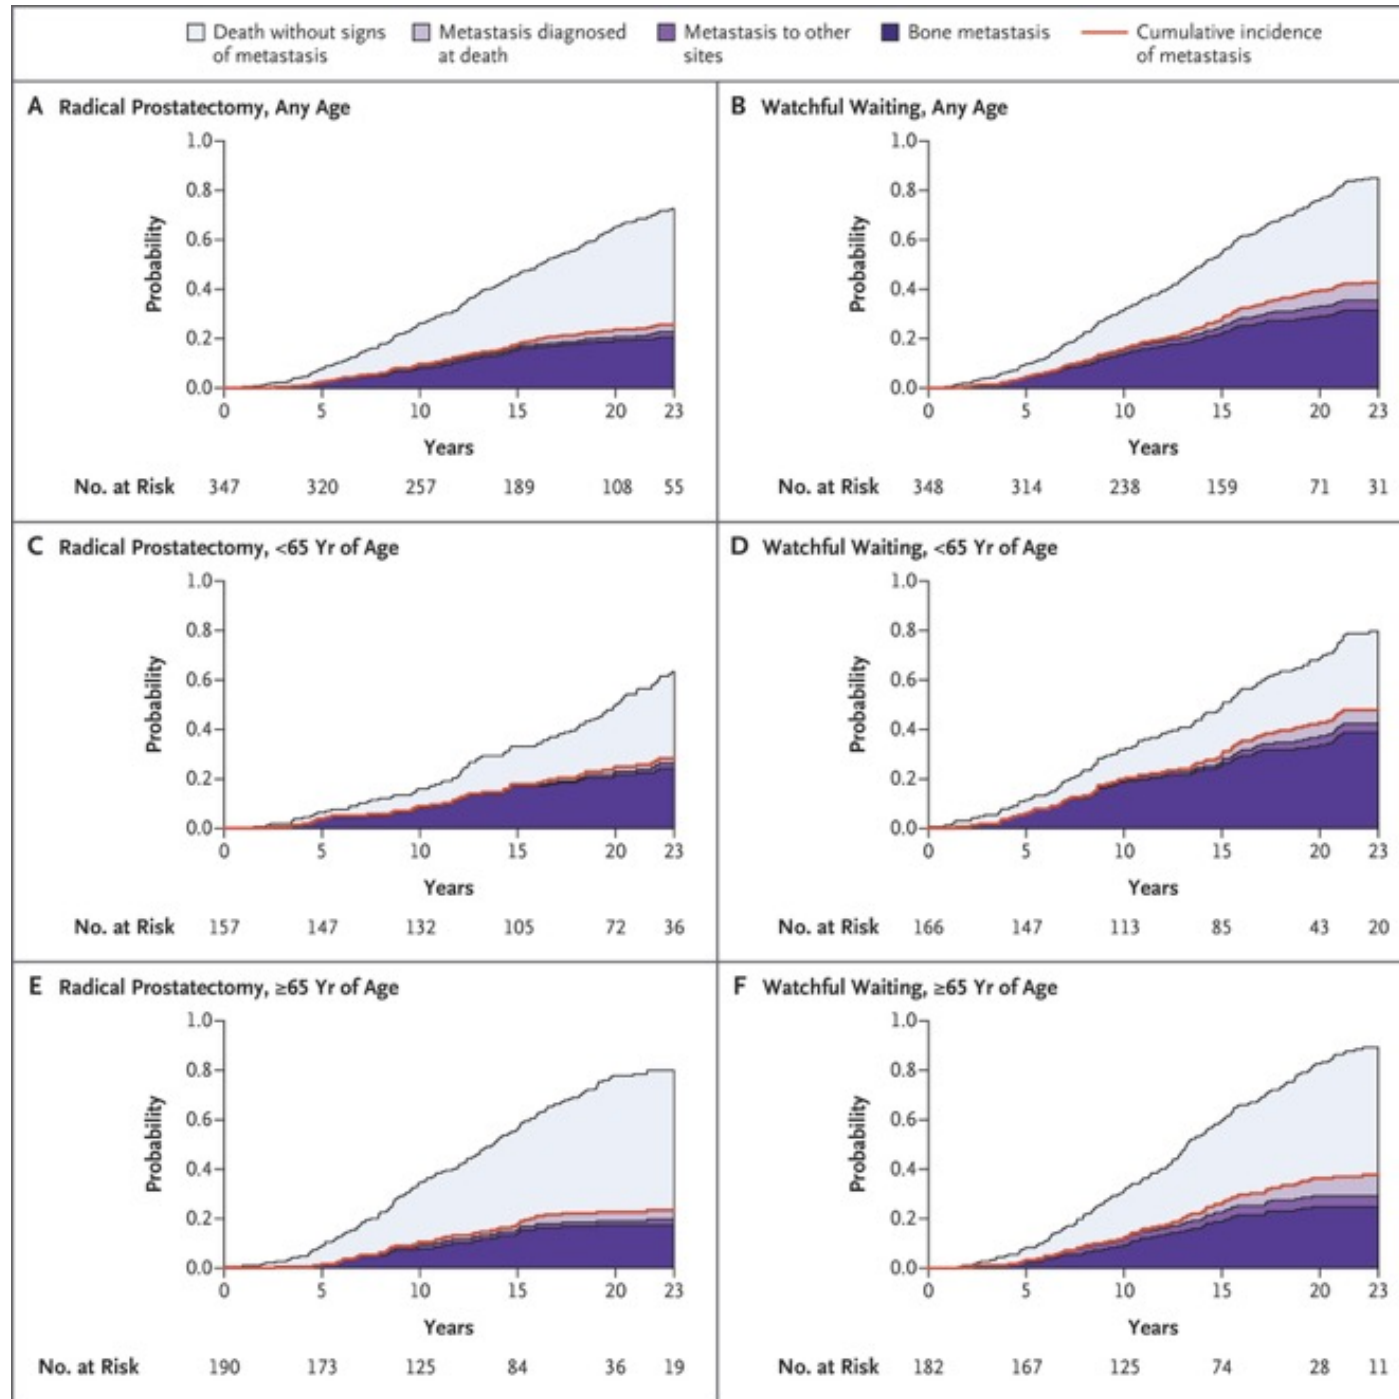 Death without signs
of metastasis
Metastasis diagnosed
at death
Metastasis to other
sites
Bone metastasis
Cumulative incidence
of metastasis
A Radical Prostatectomy, Any Age
Probability
1.0
0.8
0.6
0.4
0.2
0.0
0 5 10 15 20 23
Years
No. at Risk 347 320 257 189 108 55
B Watchful Waiting, Any Age
Probability
1.0
0.8
0.6
0.4
0.2
0.0
0 5 10 15 20 23
Years
No. at Risk 348 314 238 159 71 31
C Radical Prostatectomy, <65 Yr of Age
Probability
1.0
0.8
0.6
0.4
0.2
0.0
0 5 10 15 20 23
Years
No. at Risk 157 147 132 105 72 36
D Watchful Waiting, <65 Yr of Age
Probability
1.0
0.8
0.6
0.4
0.2
0.0
0 5 10 15 20 23
Years
No. at Risk 166 147 113 85 43 20
E Radical Prostatectomy, ≥65 Yr of Age
Probability
1.0
0.8
0.6
0.4
0.2
0.0
0 5 10 15 20 23
Years
No. at Risk 190 173 125 84 36 19
F Watchful Waiting, ≥65 Yr of Age
Probability
1.0
0.8
0.6
0.4
0.2
0.0
0 5 10 15 20 23
Years
No. at Risk 182 167 125 74 28 11